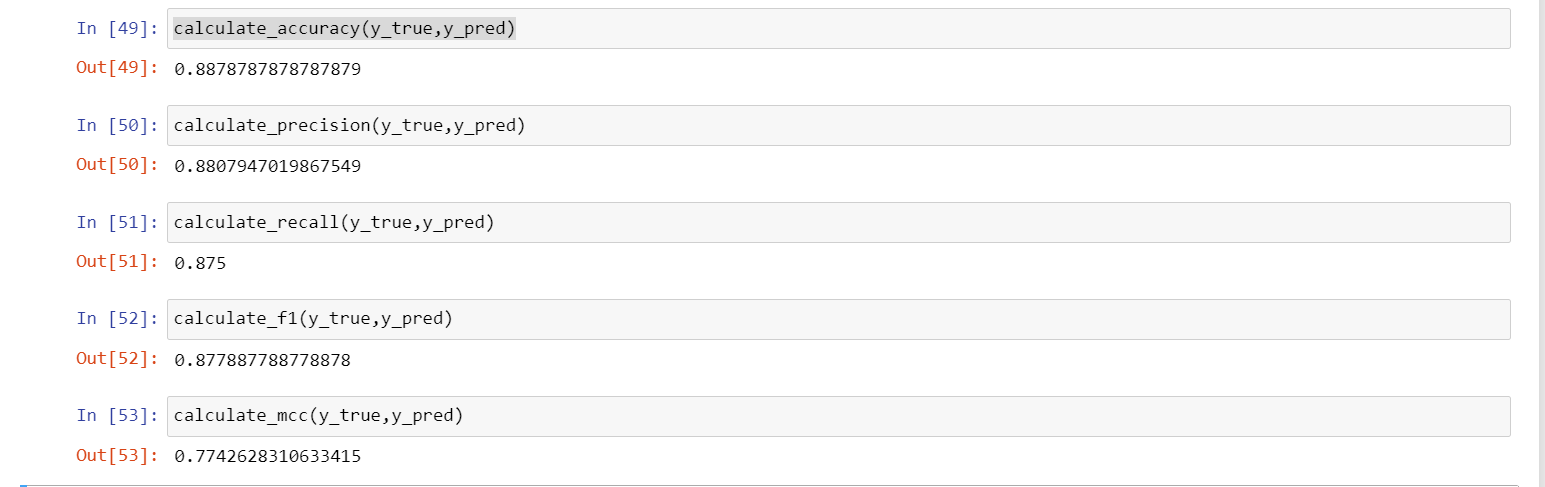 In [49]: calculate_accuracy(y_true,y_pred)
Out[49]: 0.8878787878787879
In [50]: calculate_precision(y_true,y_pred)
Out[50]: 0.8807947019867549
In [51]: calculate_recall(y_true,y_pred)
Out[51]: 0.875
In [52]: calculate_f1(y_true,y_pred)
Out[52]: 0.877887788778878
In [53]: calculate_mcc(y_true,y_pred)
Out[53]: 0.7742628310633415